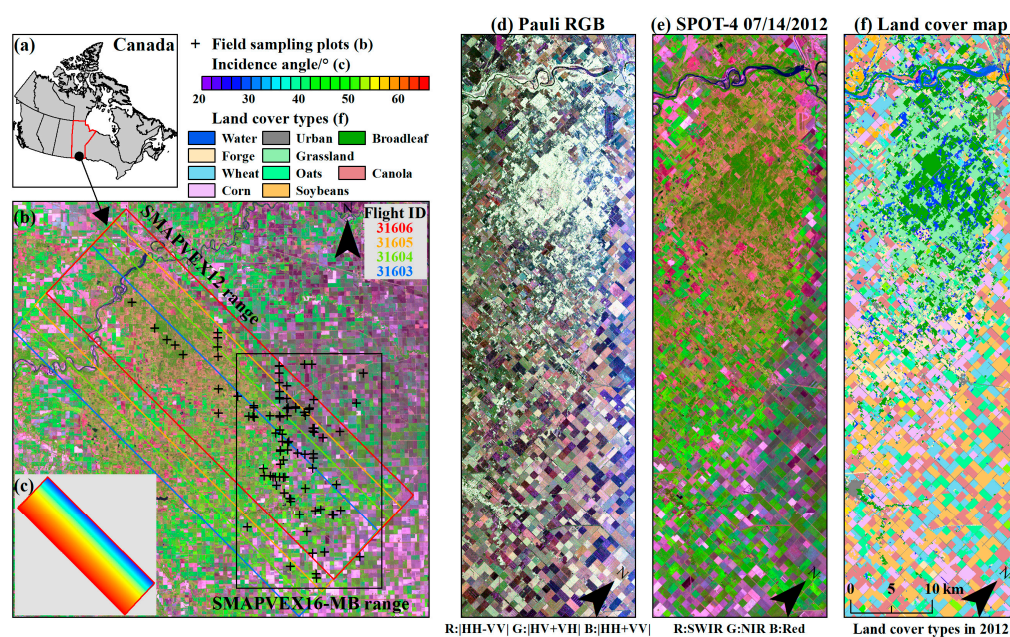 (a)
Canada
+ Field sampling plots (b)
Incidence angle/° (c)
20 30 40 50 60
Land cover types (f)
Water Urban Broadleaf
Forge Grassland
Wheat Oats Canola
Corn Soybeans
(b)
SMAPVEX12 range
N
Flight ID
31606
31605
31604
31603
(c)
SMAPVEX16-MB range
(d) Pauli RGB
N
R:|HH-VV| G:|HV+VH| B:|HH+VV|
(e) SPOT-4 07/14/2012
N
R:SWIR G:NIR B:Red
(f) Land cover map
0 10 km
N
Land cover types in 2012